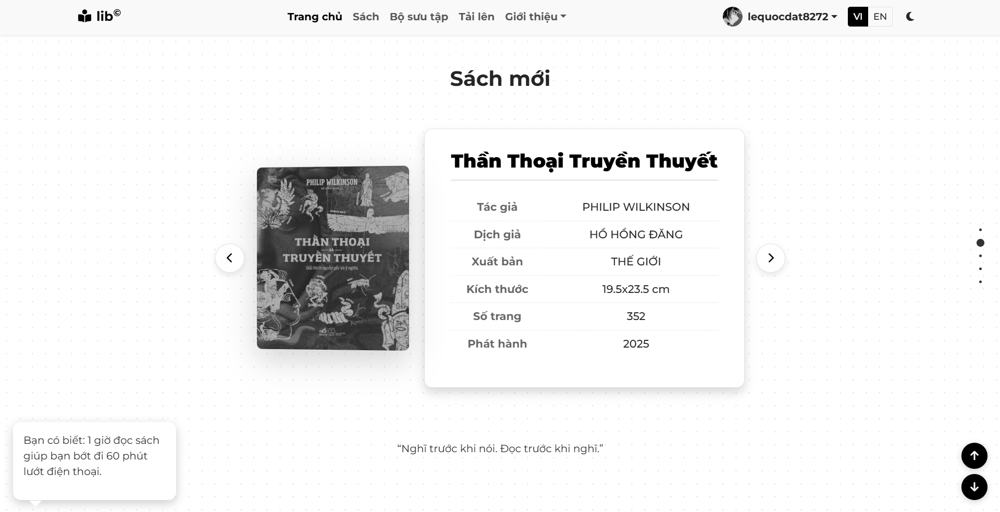 lib©
Trang chủ Sách Bộ sưu tập Tải lên Giới thiệu
lequocdat8272
VI EN
Sách mới
DK
PHILIP WILKINSON
HỒ HỒNG ĐĂNG
THẦN THOẠI
VÀ
TRUYỀN THUYẾT
Giải thích nguồn gốc và ý nghĩa
Thần Thoại Truyền Thuyết
Tác giả PHILIP WILKINSON
Dịch giả HỒ HỒNG ĐĂNG
Xuất bản THẾ GIỚI
Kích thước 19.5x23.5 cm
Số trang 352
Phát hành 2025
“Nghĩ trước khi nói. Đọc trước khi nghĩ.”
Bạn có biết: 1 giờ đọc sách
giúp bạn bớt đi 60 phút
lướt điện thoại.